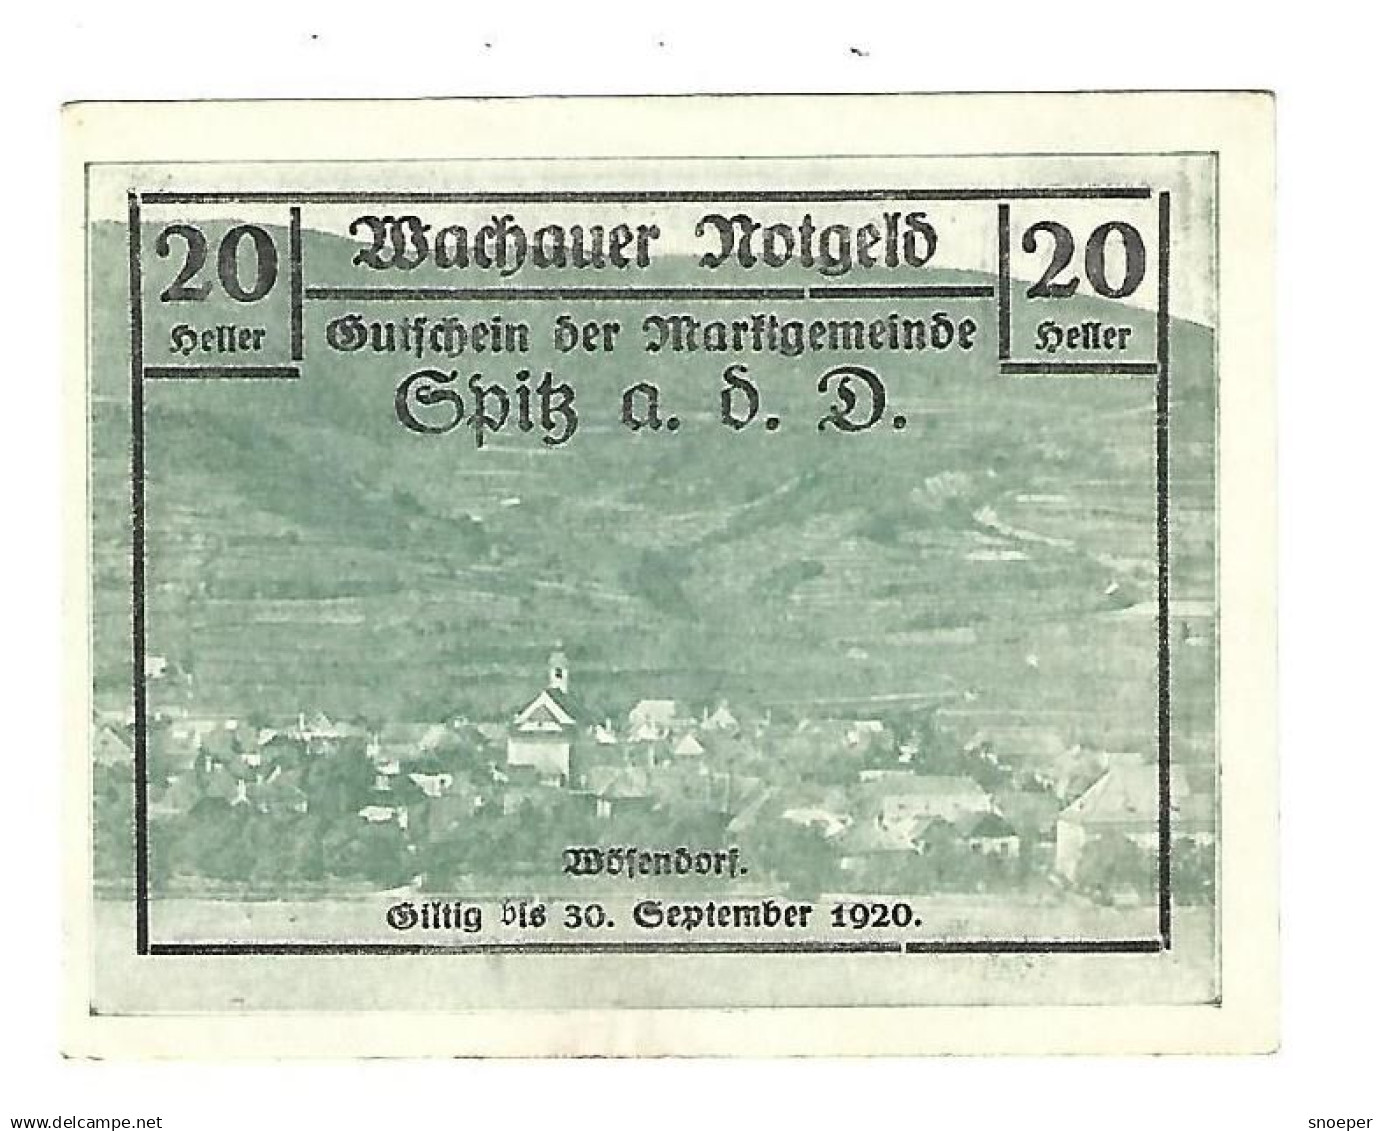 20
Heller
Wachauer Notgeld
20
Heller
Gutschein der Marktgemeinde
Spitz a. d. D.
Wösendorf.
Giltig bis 30. September 1920.
www.delcampe.net
snoeper